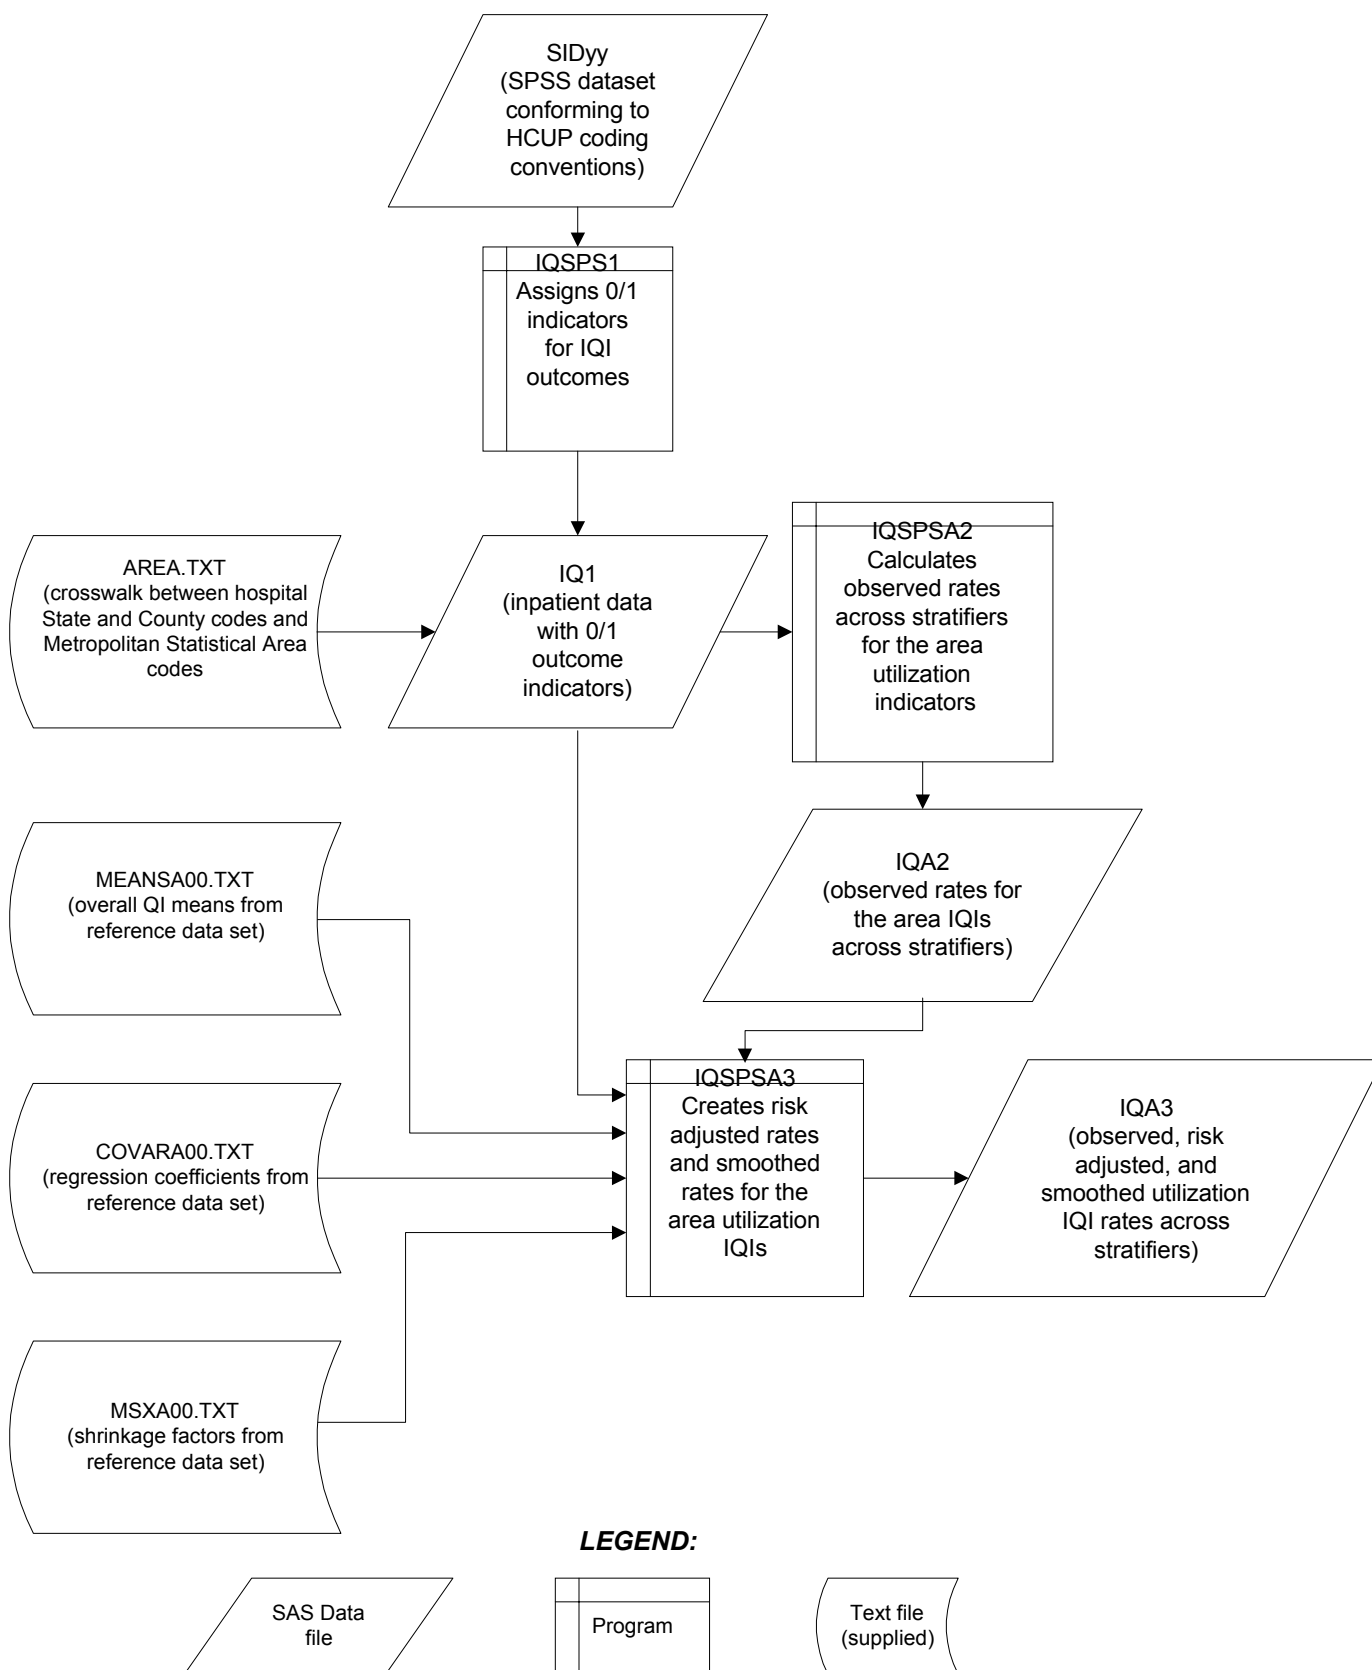 SIDyy
(SPSS dataset
conforming to
HCUP coding
conventions)
IQSPS1
Assigns 0/1
indicators
for IQI
outcomes
AREA.TXT
(crosswalk between hospital
State and County codes and
Metropolitan Statistical Area
codes
IQ1
(inpatient data
with 0/1
outcome
indicators)
IQSPSA2
Calculates
observed rates
across stratifiers
for the area
utilization
indicators
MEANSA00.TXT
(overall QI means from
reference data set)
IQA2
(observed rates for
the area IQIs
across stratifiers)
COVARA00.TXT
(regression coefficients from
reference data set)
IQSPSA3
Creates risk
adjusted rates
and smoothed
rates for the
area utilization
IQIs
IQA3
(observed, risk
adjusted, and
smoothed utilization
IQI rates across
stratifiers)
MSXA00.TXT
(shrinkage factors from
reference data set)
LEGEND:
SAS Data
file
Program
Text file
(supplied)